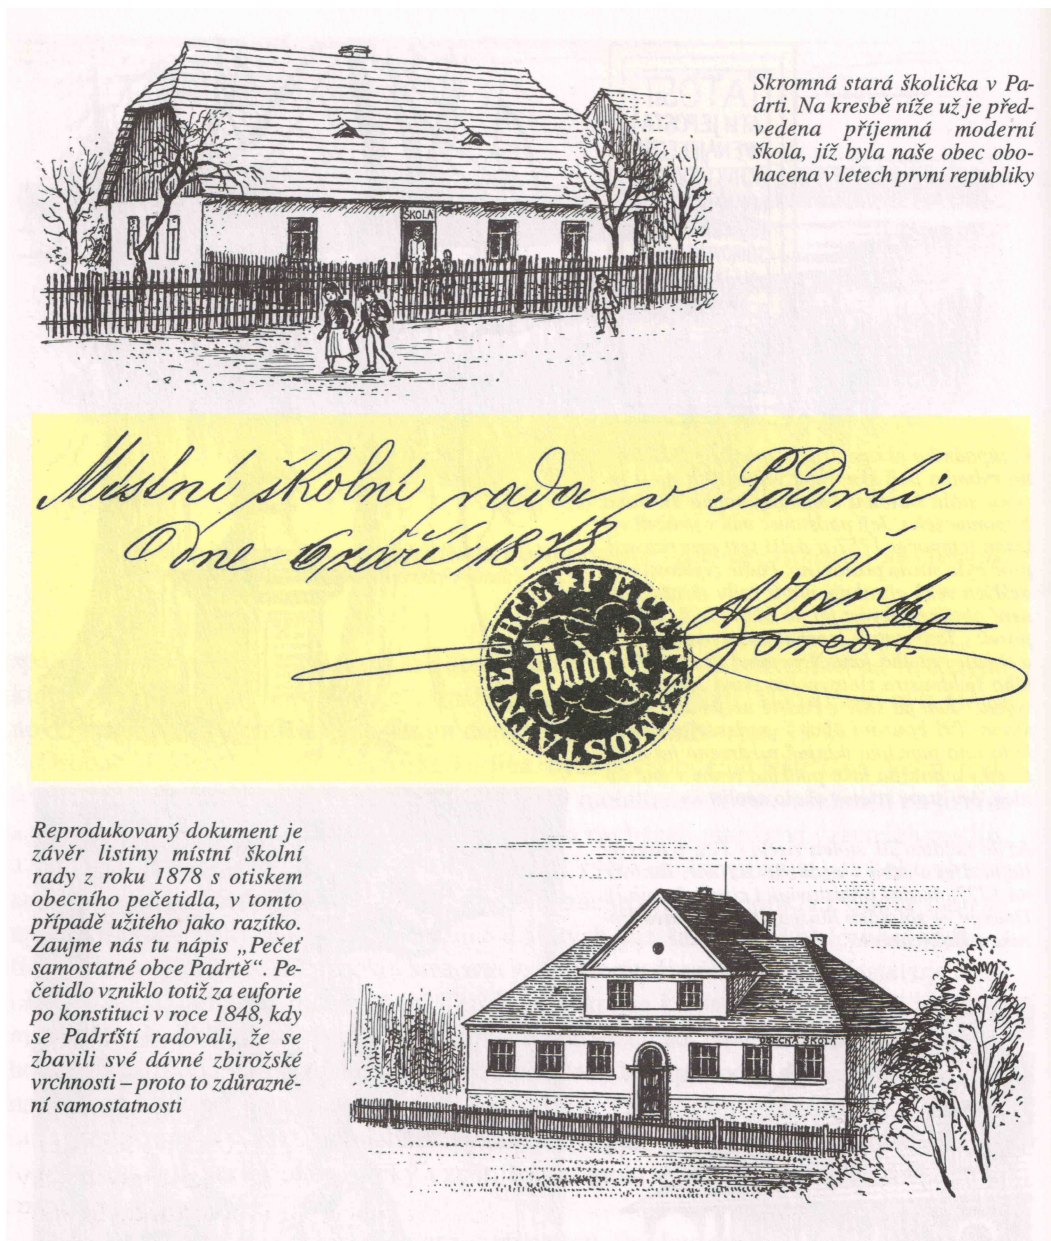 Skromná stará školička v Pa-
drti. Na kresbě níže už je před-
vedena příjemná moderní
škola, jíž byla naše obec obo-
hacena v letech první republiky
ŠKOLA
Místní školní rada v Padrti
Dne 6 září 1878
PEČEŤ SAMOSTATNÉ OBCE
Padrtě
Reprodukovaný dokument je
závěr listiny místní školní
rady z roku 1878 s otiskem
obecního pečetidla, v tomto
případě užitého jako razítko.
Zaujme nás tu nápis „Pečeť
samostatné obce Padrtě“. Pe-
četidlo vzniklo totiž za euforie
po konstituci v roce 1848, kdy
se Padrťští radovali, že se
zbavili své dávné zbirožské
vrchnosti – proto to zdůrazně-
ní samostatnosti
OBECNÁ ŠKOLA